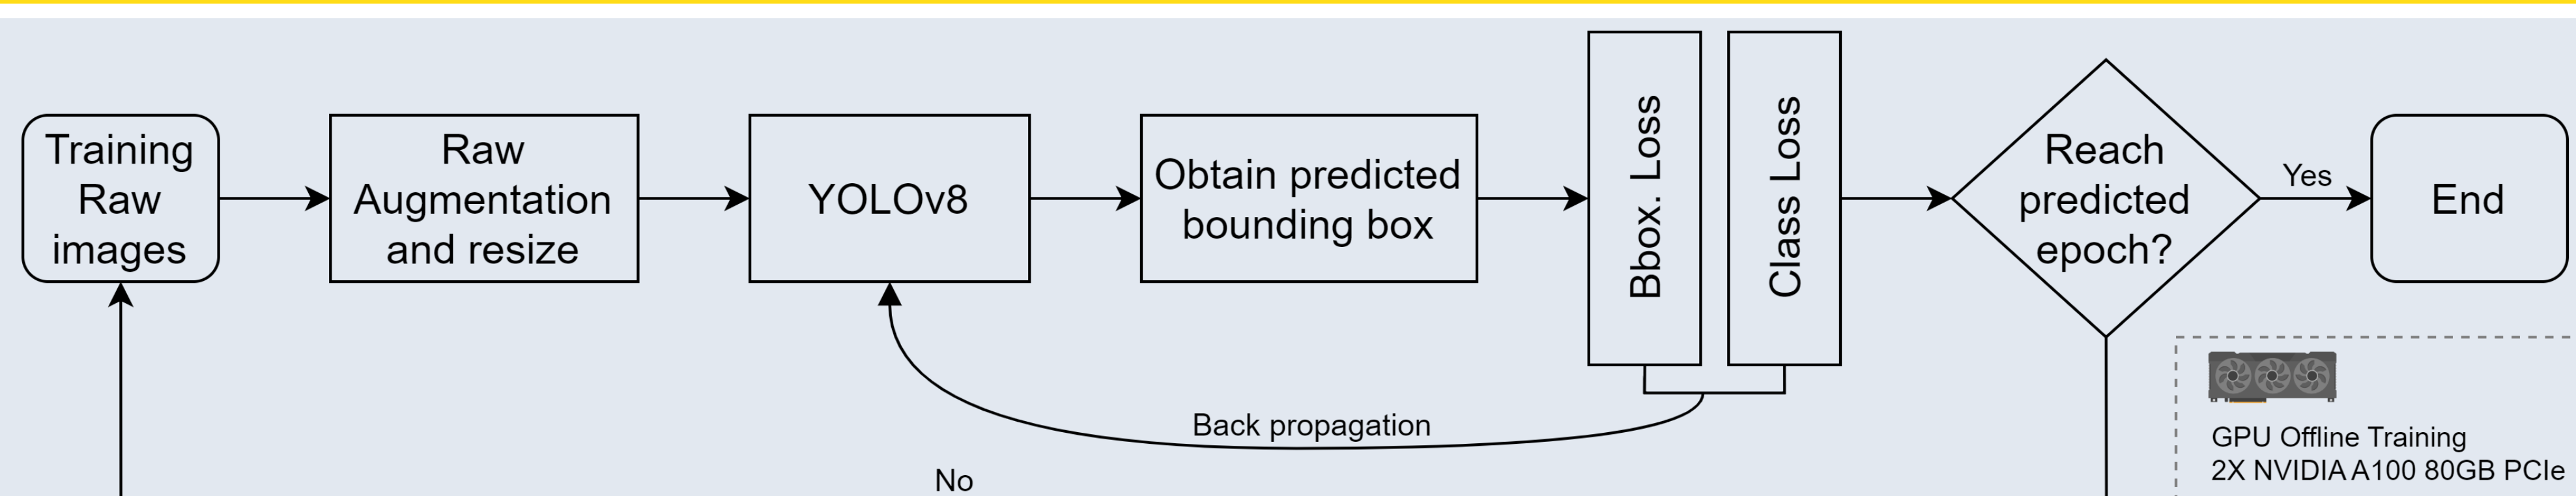 Training
Raw
images
Raw
Augmentation
and resize
YOLOv8
Obtain predicted
bounding box
Bbox. Loss
Class Loss
Reach
predicted
epoch?
Yes
End
Back propagation
No
GPU Offline Training
2X NVIDIA A100 80GB PCIe